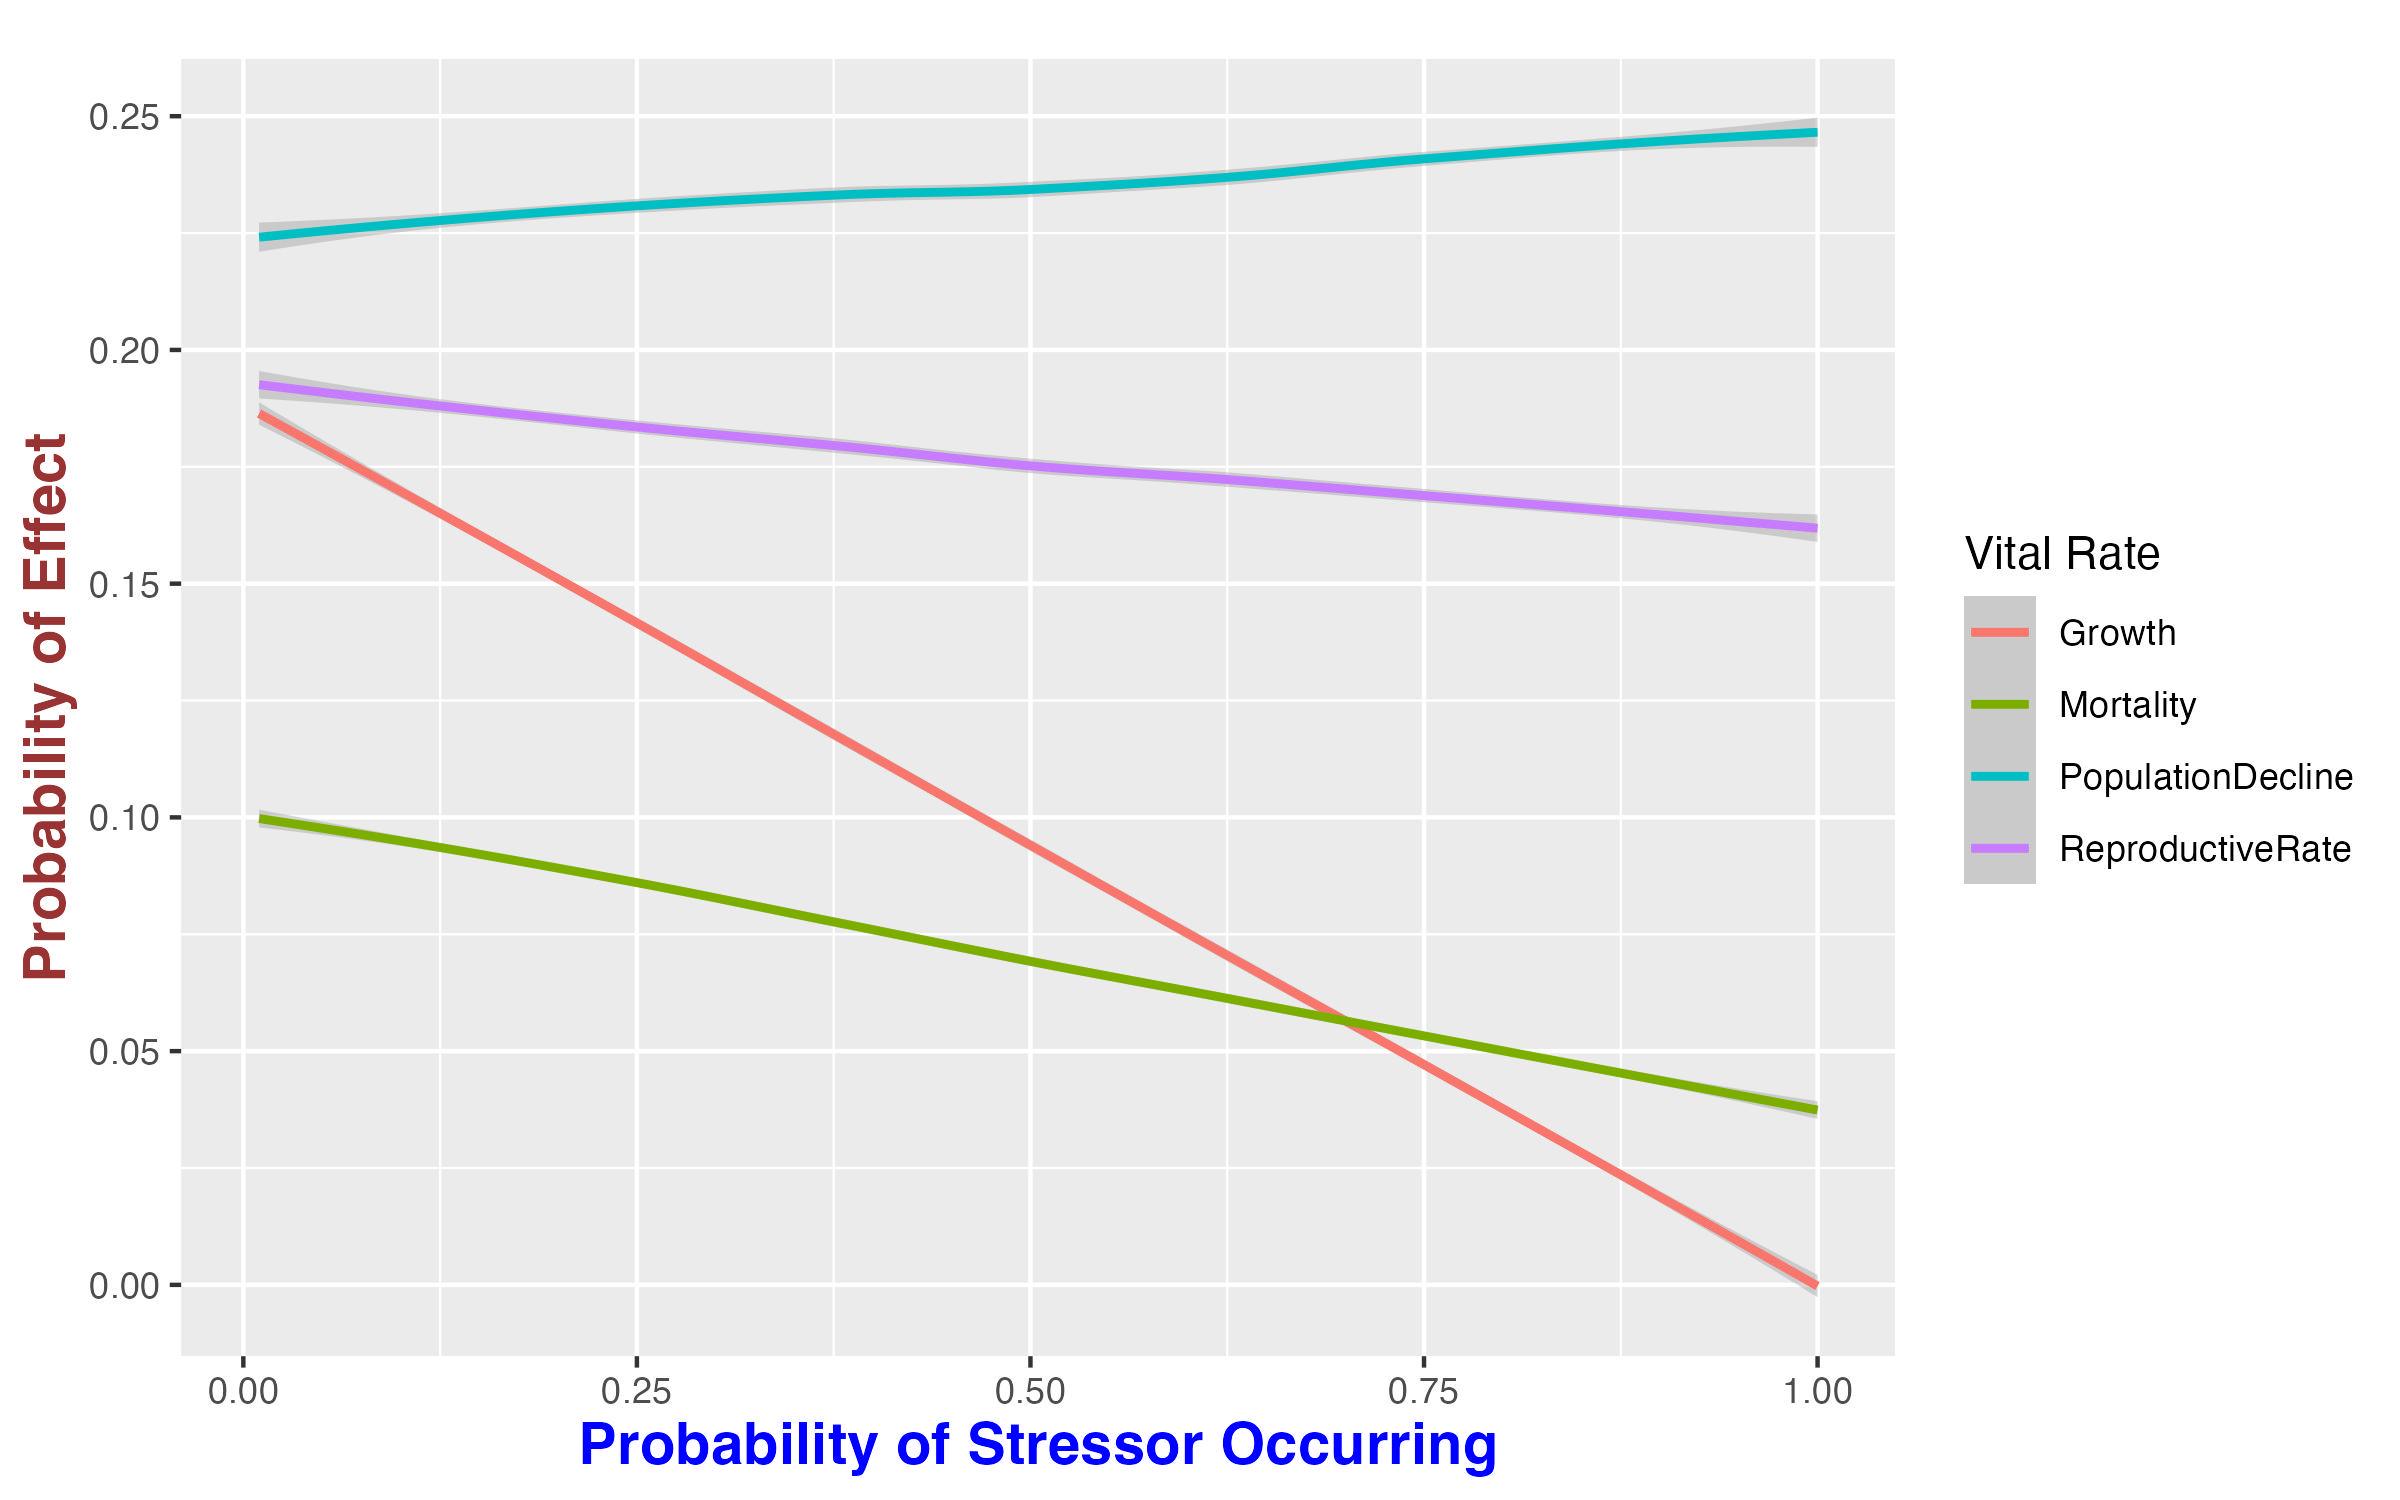 Probability of Effect
0.25
0.20
0.15
0.10
0.05
0.00
0.00 0.25 0.50 0.75 1.00
Probability of Stressor Occurring
Vital Rate
Growth
Mortality
PopulationDecline
ReproductiveRate